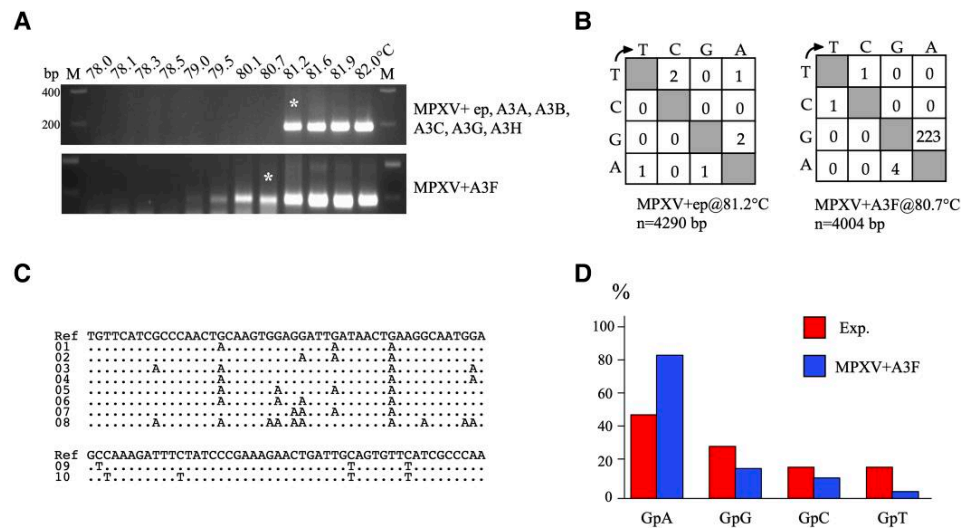 A
bp M 78.0 78.1 78.3 78.5 79.0 79.5 80.1 80.7 81.2 81.6 81.9 82.0°C M
400
200
*
MPXV+ ep, A3A, A3B,
A3C, A3G, A3H
*
MPXV+A3F
B
T C G A
T 2 0 1
C 0 0 0
G 0 0 2
A 1 0 1
MPXV+ep@81.2°C
n=4290 bp
T C G A
T 1 0 0
C 1 0 0
G 0 0 223
A 0 0 4
MPXV+A3F@80.7°C
n=4004 bp
C
Ref TGTTCATCGCCCAACTGCAAGTGGAGGATTGATAACTGAAGGCAATGGA
01 ................A.............A......A...........
02 ..........................A...A......A...........
03 ........A.......A....................A.........A.
04 ................A....................A.........A.
05 ................A......A......A......A...........
06 ................A......A..A..........A...........
07 .........................AA...A......A...........
08 ........A.......A.....AA.AA..........A...A....AA.
Ref GCCAAAGATTTCTATCCCGAAAGAACTGATTGCAGTGTTCATCGCCCAA
09 .T..............................T......T.........
10 ..T........T....................T......T.........
D
%
100
80
60
40
20
0
GpA GpG GpC GpT
Exp.
MPXV+A3F